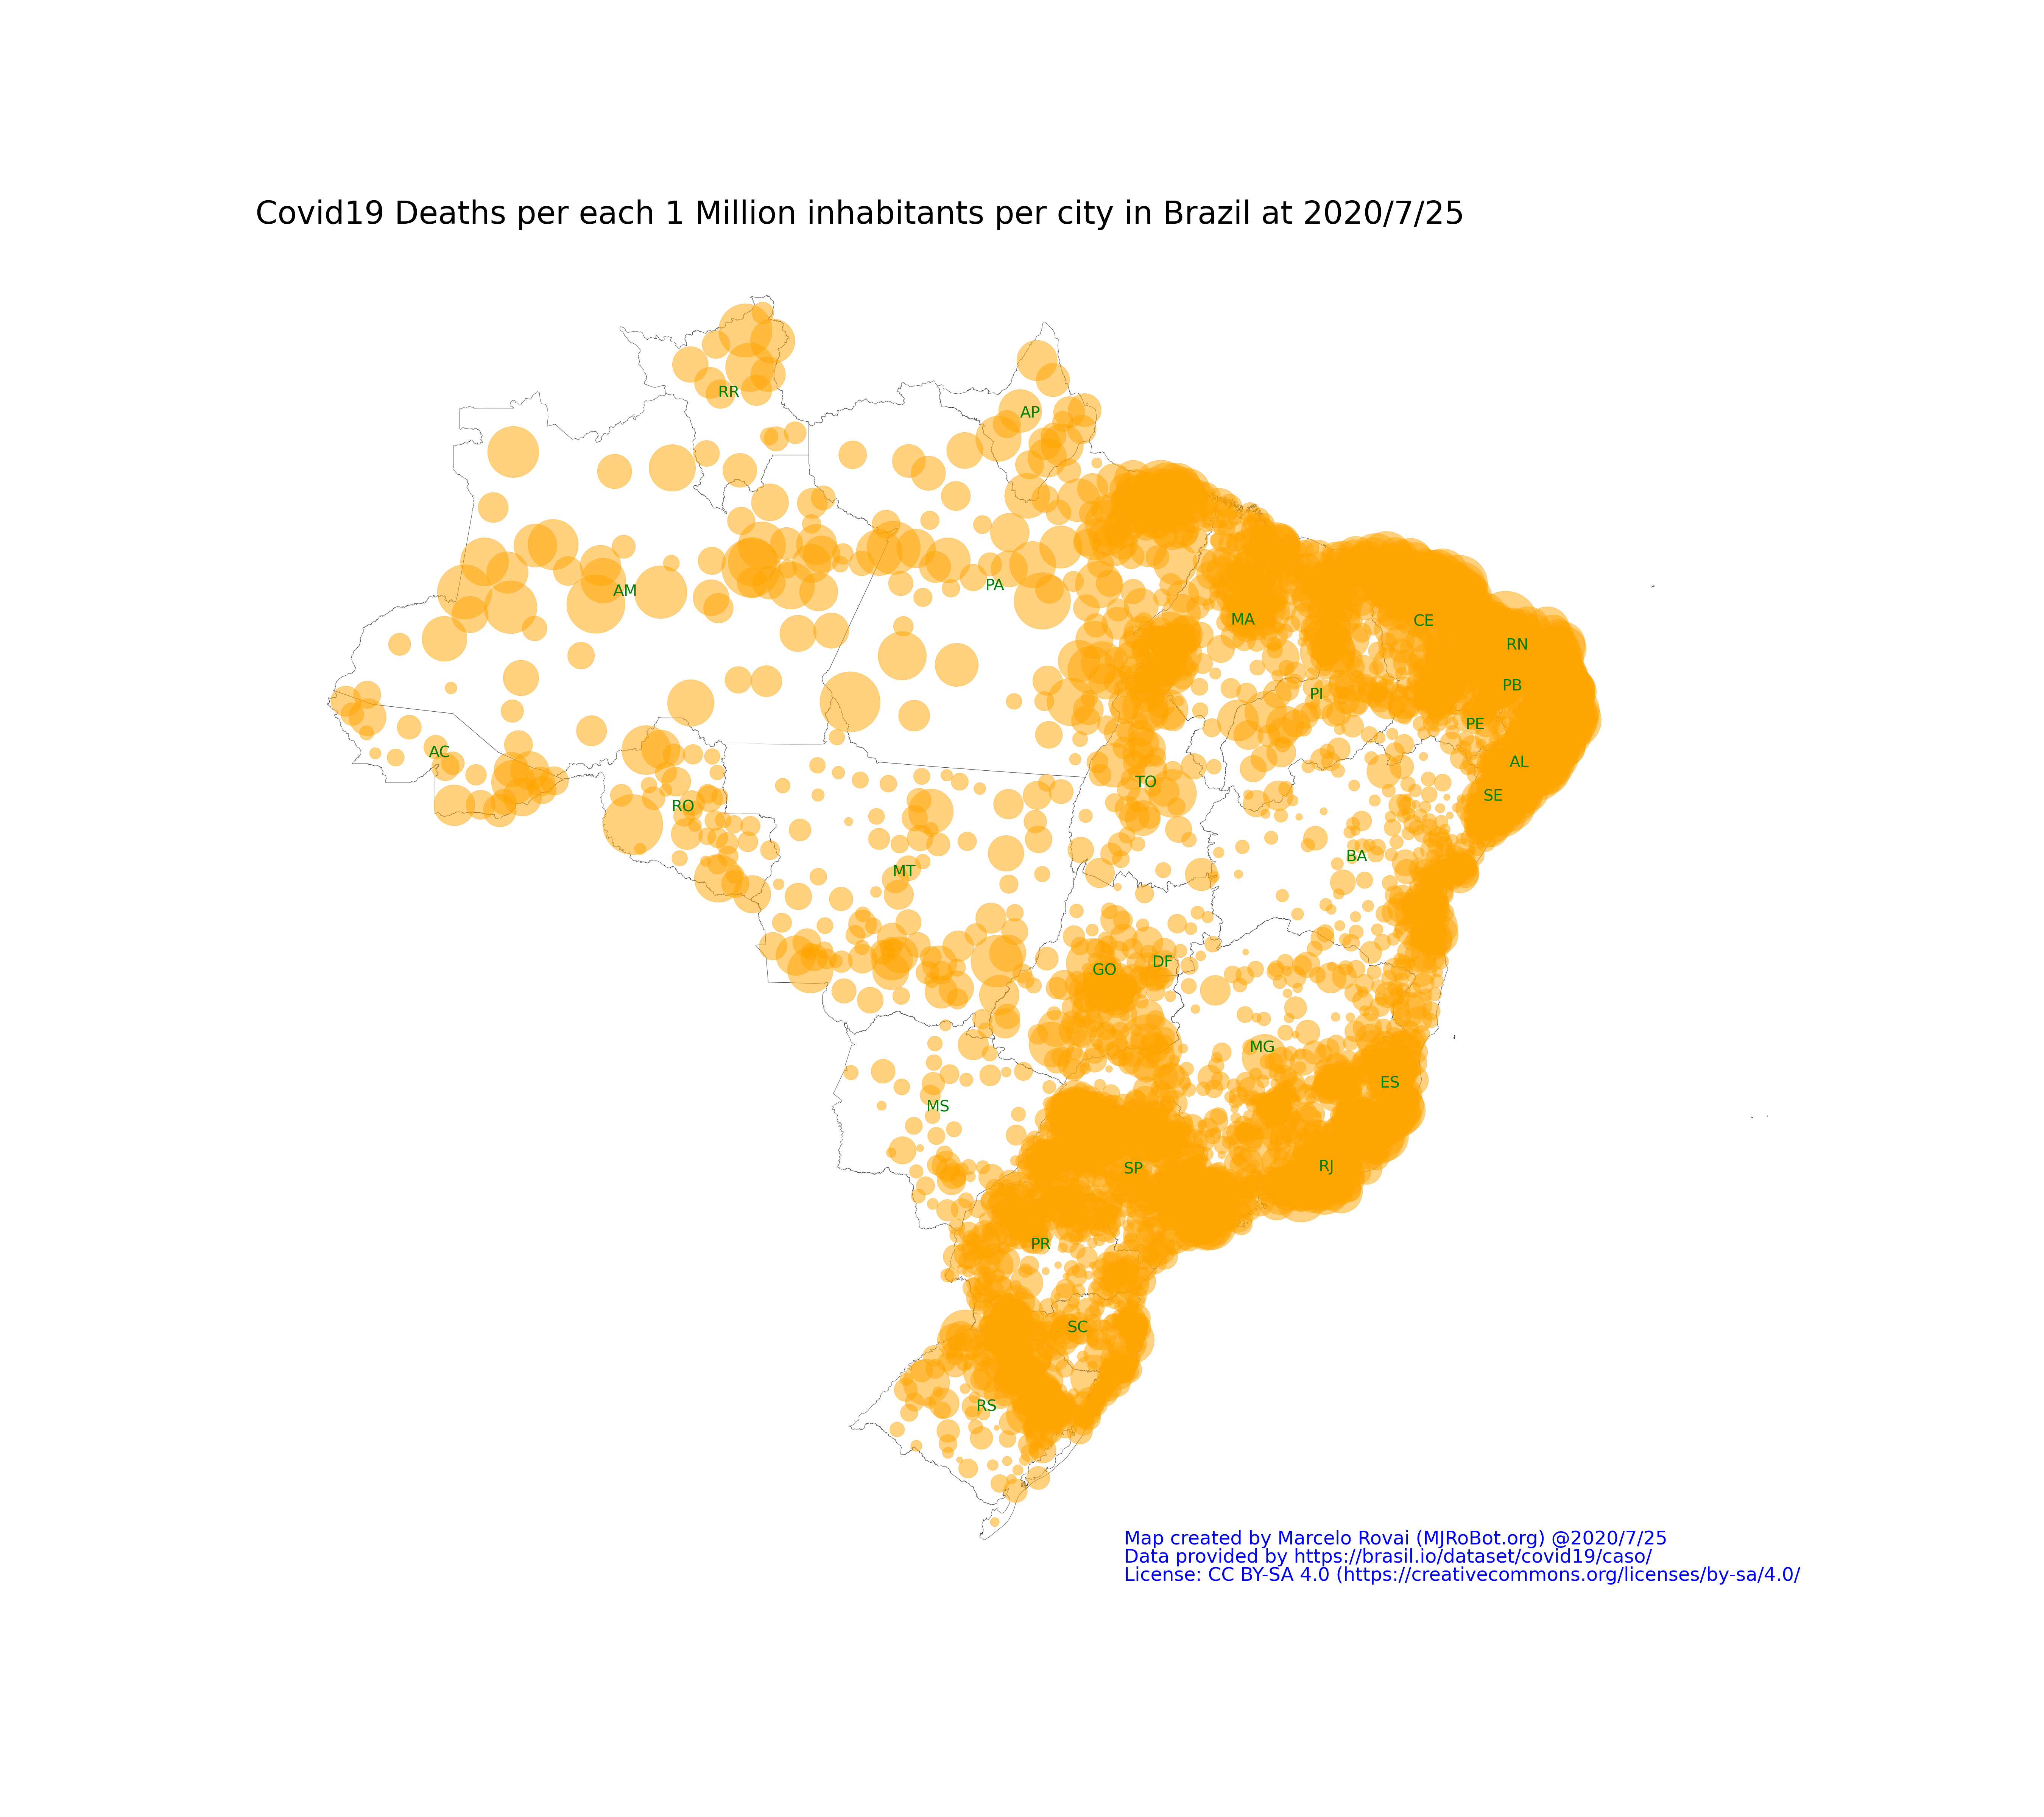 Covid19 Deaths per each 1 Million inhabitants per city in Brazil at 2020/7/25
RR
AP
AM
PA
MA
CE
RN
PB
PI
PE
AC
AL
TO
SE
RO
BA
MT
DF
GO
MG
ES
MS
RJ
SP
PR
SC
RS
Map created by Marcelo Rovai (MJRoBot.org) @2020/7/25
Data provided by https://brasil.io/dataset/covid19/caso/
License: CC BY-SA 4.0 (https://creativecommons.org/licenses/by-sa/4.0/